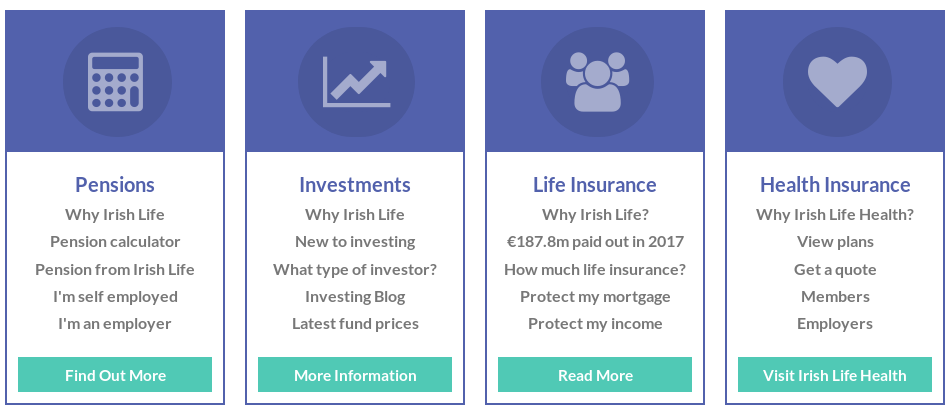 Pensions
Why Irish Life
Pension calculator
Pension from Irish Life
I'm self employed
I'm an employer
Find Out More
Investments
Why Irish Life
New to investing
What type of investor?
Investing Blog
Latest fund prices
More Information
Life Insurance
Why Irish Life?
€187.8m paid out in 2017
How much life insurance?
Protect my mortgage
Protect my income
Read More
Health Insurance
Why Irish Life Health?
View plans
Get a quote
Members
Employers
Visit Irish Life Health